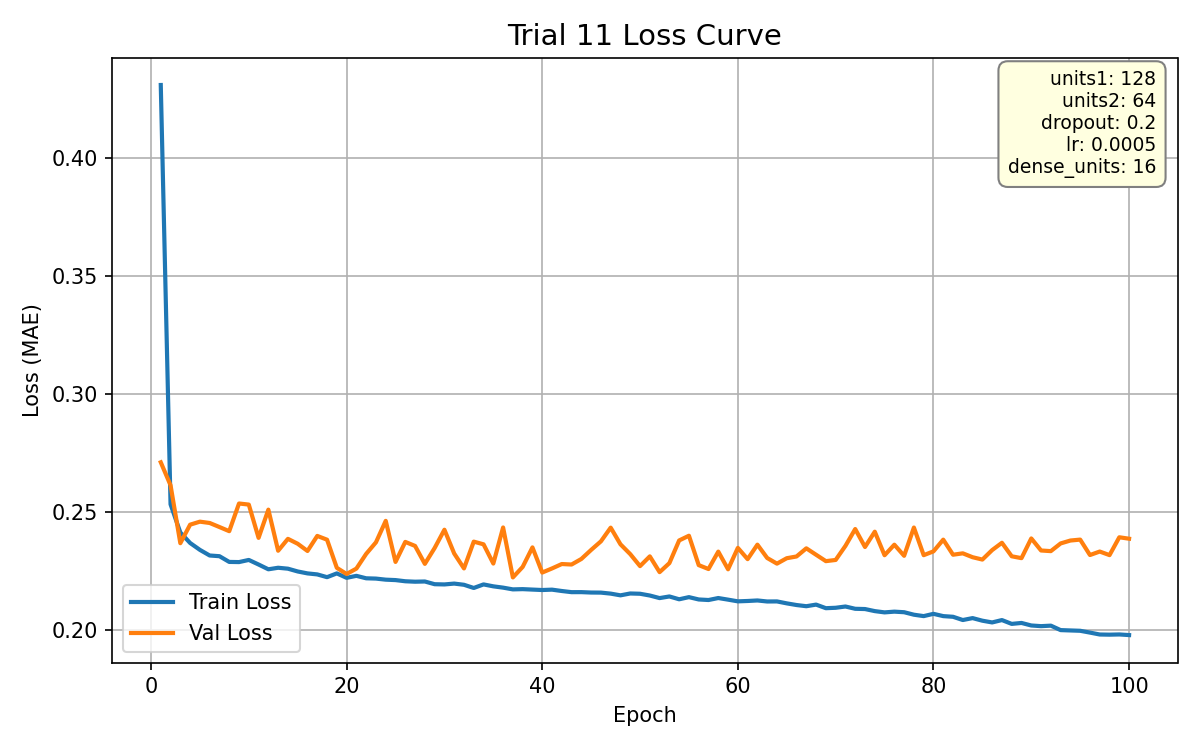 Trial 11 Loss Curve
units1: 128
units2: 64
dropout: 0.2
lr: 0.0005
dense_units: 16
Loss (MAE)
0.40
0.35
0.30
0.25
0.20
Train Loss
Val Loss
0 20 40 60 80 100
Epoch